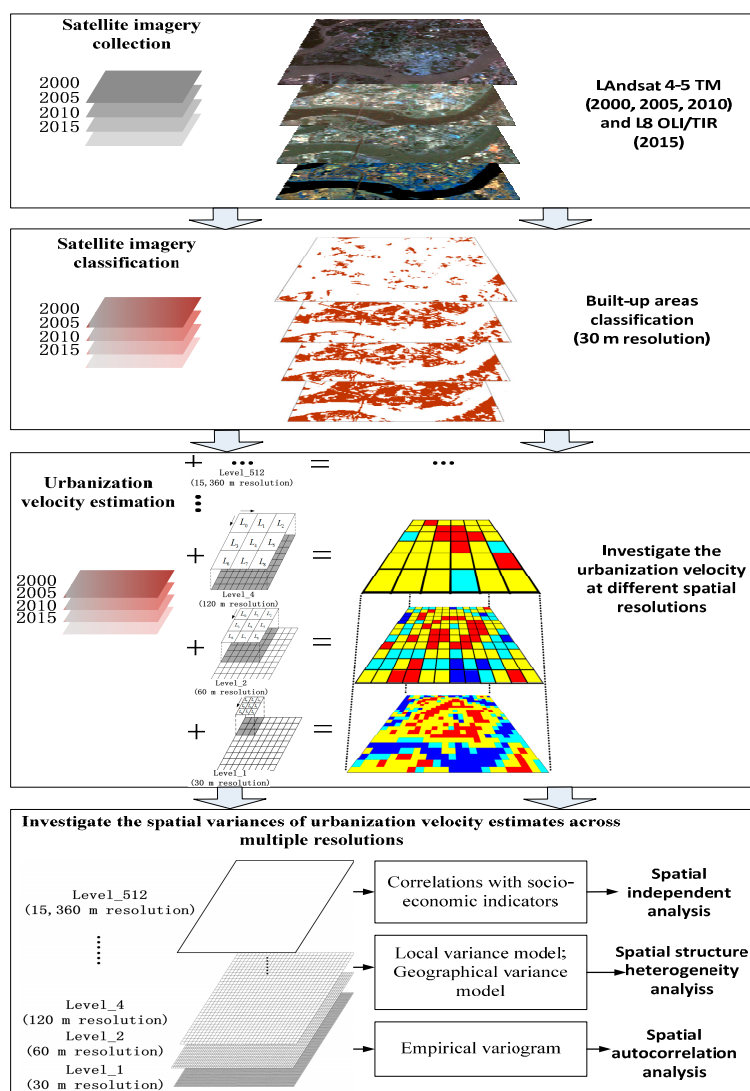 Satellite imagery
collection
2000
2005
2010
2015
LAndsat 4-5 TM
(2000, 2005, 2010)
and L8 OLI/TIR
(2015)
Satellite imagery
classification
2000
2005
2010
2015
Built-up areas
classification
(30 m resolution)
Urbanization
velocity estimation
2000
2005
2010
2015
+ ... = ...
Level_512
(15,360 m resolution)
L0 L1 L2
+ =
Level_4
(120 m resolution)
+ =
Level_2
(60 m resolution)
+ =
Level_1
(30 m resolution)
Investigate the
urbanization velocity
at different spatial
resolutions
Investigate the spatial variances of urbanization velocity estimates across
multiple resolutions
Level_512
(15,360 m resolution)
Level_4
(120 m resolution)
Level_2
(60 m resolution)
Level_1
(30 m resolution)
Correlations with socio-
economic indicators
Spatial
independent
analysis
Local variance model;
Geographical variance
model
Spatial structure
heterogeneity
analyiss
Empirical variogram
Spatial
autocorrelation
analysis